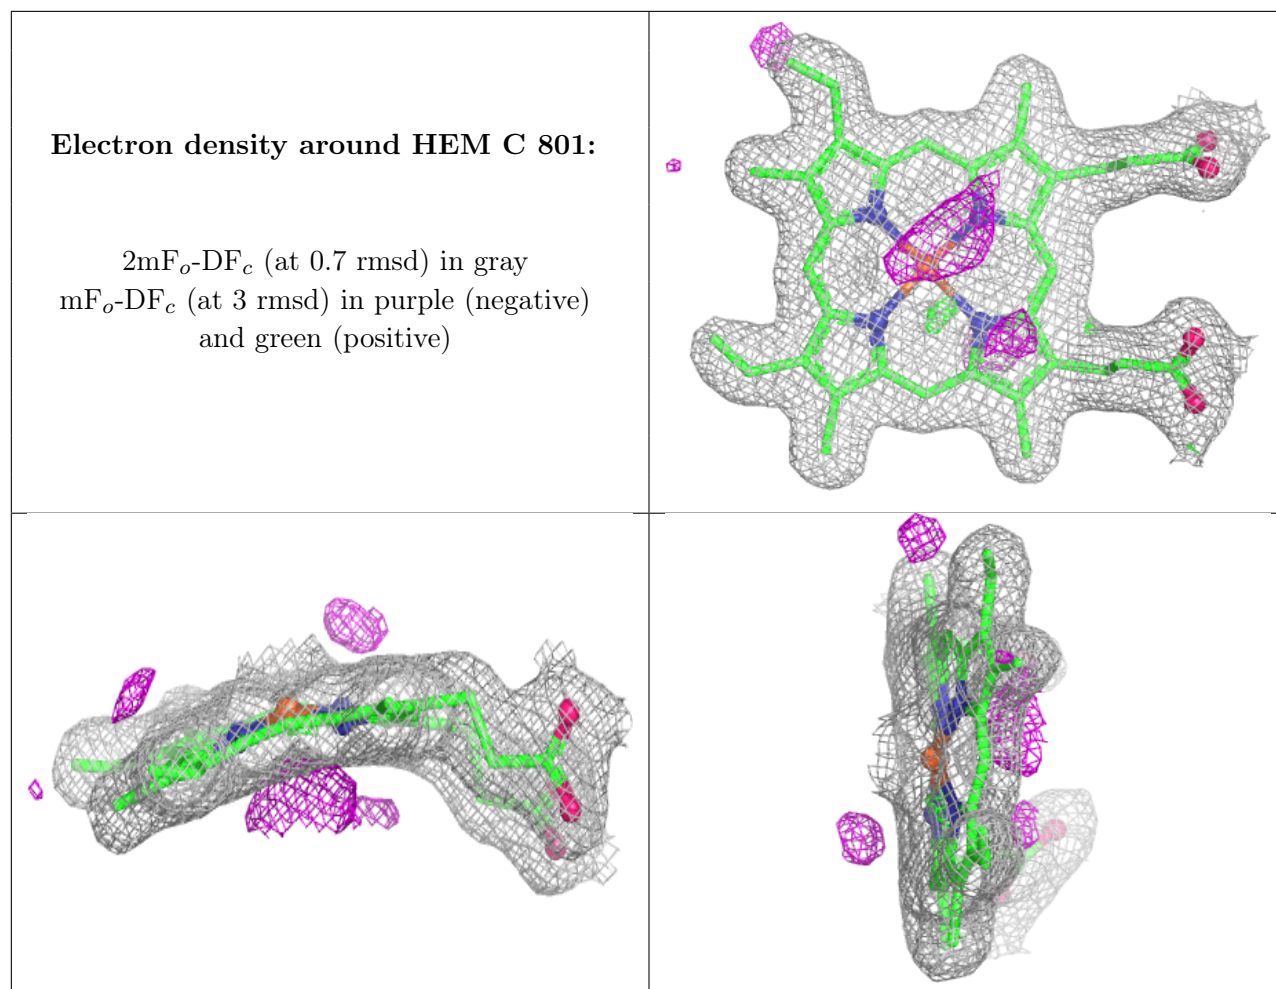 Electron density around HEM C 801:
2mFo-DFc (at 0.7 rmsd) in gray
mFo-DFc (at 3 rmsd) in purple (negative)
and green (positive)